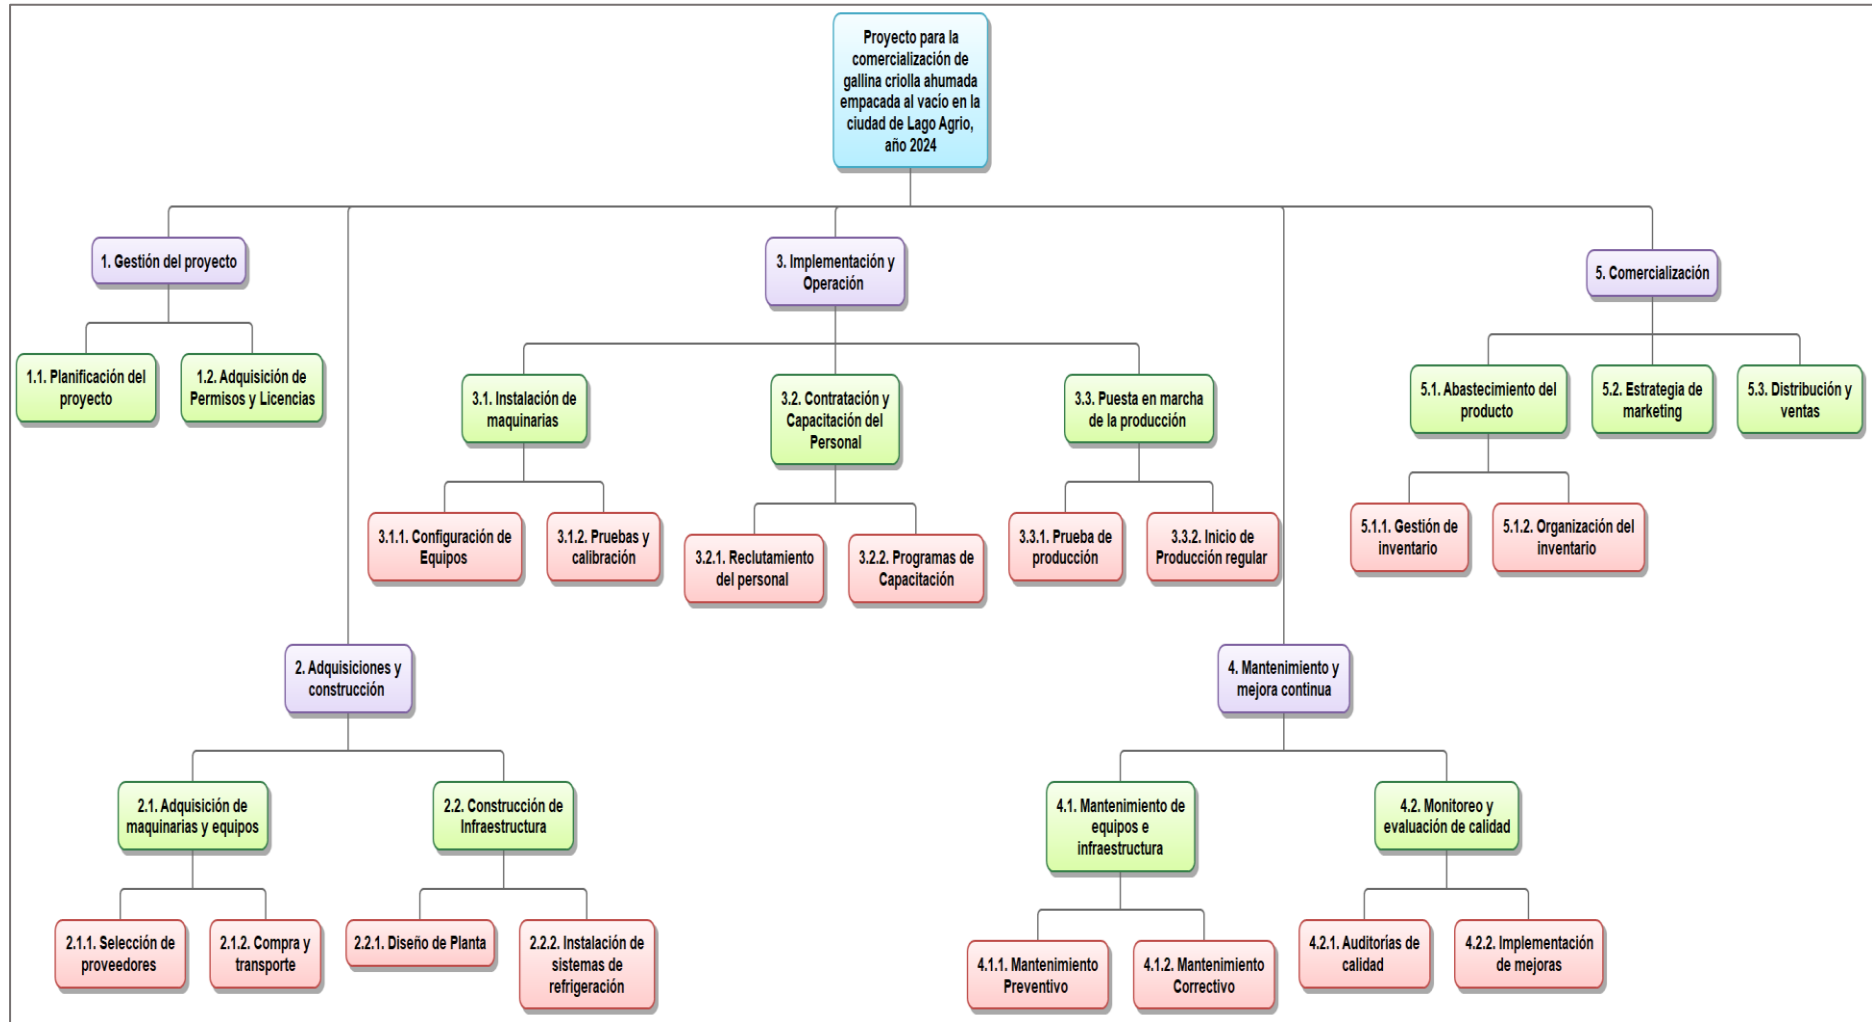 Proyecto para la
comercialización de
gallina criolla ahumada
empacada al vacío en la
ciudad de Lago Agrio,
año 2024
1. Gestión del proyecto
1.1. Planificación del
proyecto
1.2. Adquisición de
Permisos y Licencias
3. Implementación y
Operación
3.1. Instalación de
maquinarias
3.2. Contratación y
Capacitación del
Personal
3.3. Puesta en marcha
de la producción
3.1.1. Configuración de
Equipos
3.1.2. Pruebas y
calibración
3.2.1. Reclutamiento
del personal
3.2.2. Programas de
Capacitación
3.3.1. Prueba de
producción
3.3.2. Inicio de
Producción regular
5. Comercialización
5.1. Abastecimiento del
producto
5.2. Estrategia de
marketing
5.3. Distribución y
ventas
5.1.1. Gestión de
inventario
5.1.2. Organización del
inventario
2. Adquisiciones y
construcción
2.1. Adquisición de
maquinarias y equipos
2.2. Construcción de
Infraestructura
2.1.1. Selección de
proveedores
2.1.2. Compra y
transporte
2.2.1. Diseño de Planta
2.2.2. Instalación de
sistemas de
refrigeración
4. Mantenimiento y
mejora continua
4.1. Mantenimiento de
equipos e
infraestructura
4.2. Monitoreo y
evaluación de calidad
4.1.1. Mantenimiento
Preventivo
4.1.2. Mantenimiento
Correctivo
4.2.1. Auditorías de
calidad
4.2.2. Implementación
de mejoras